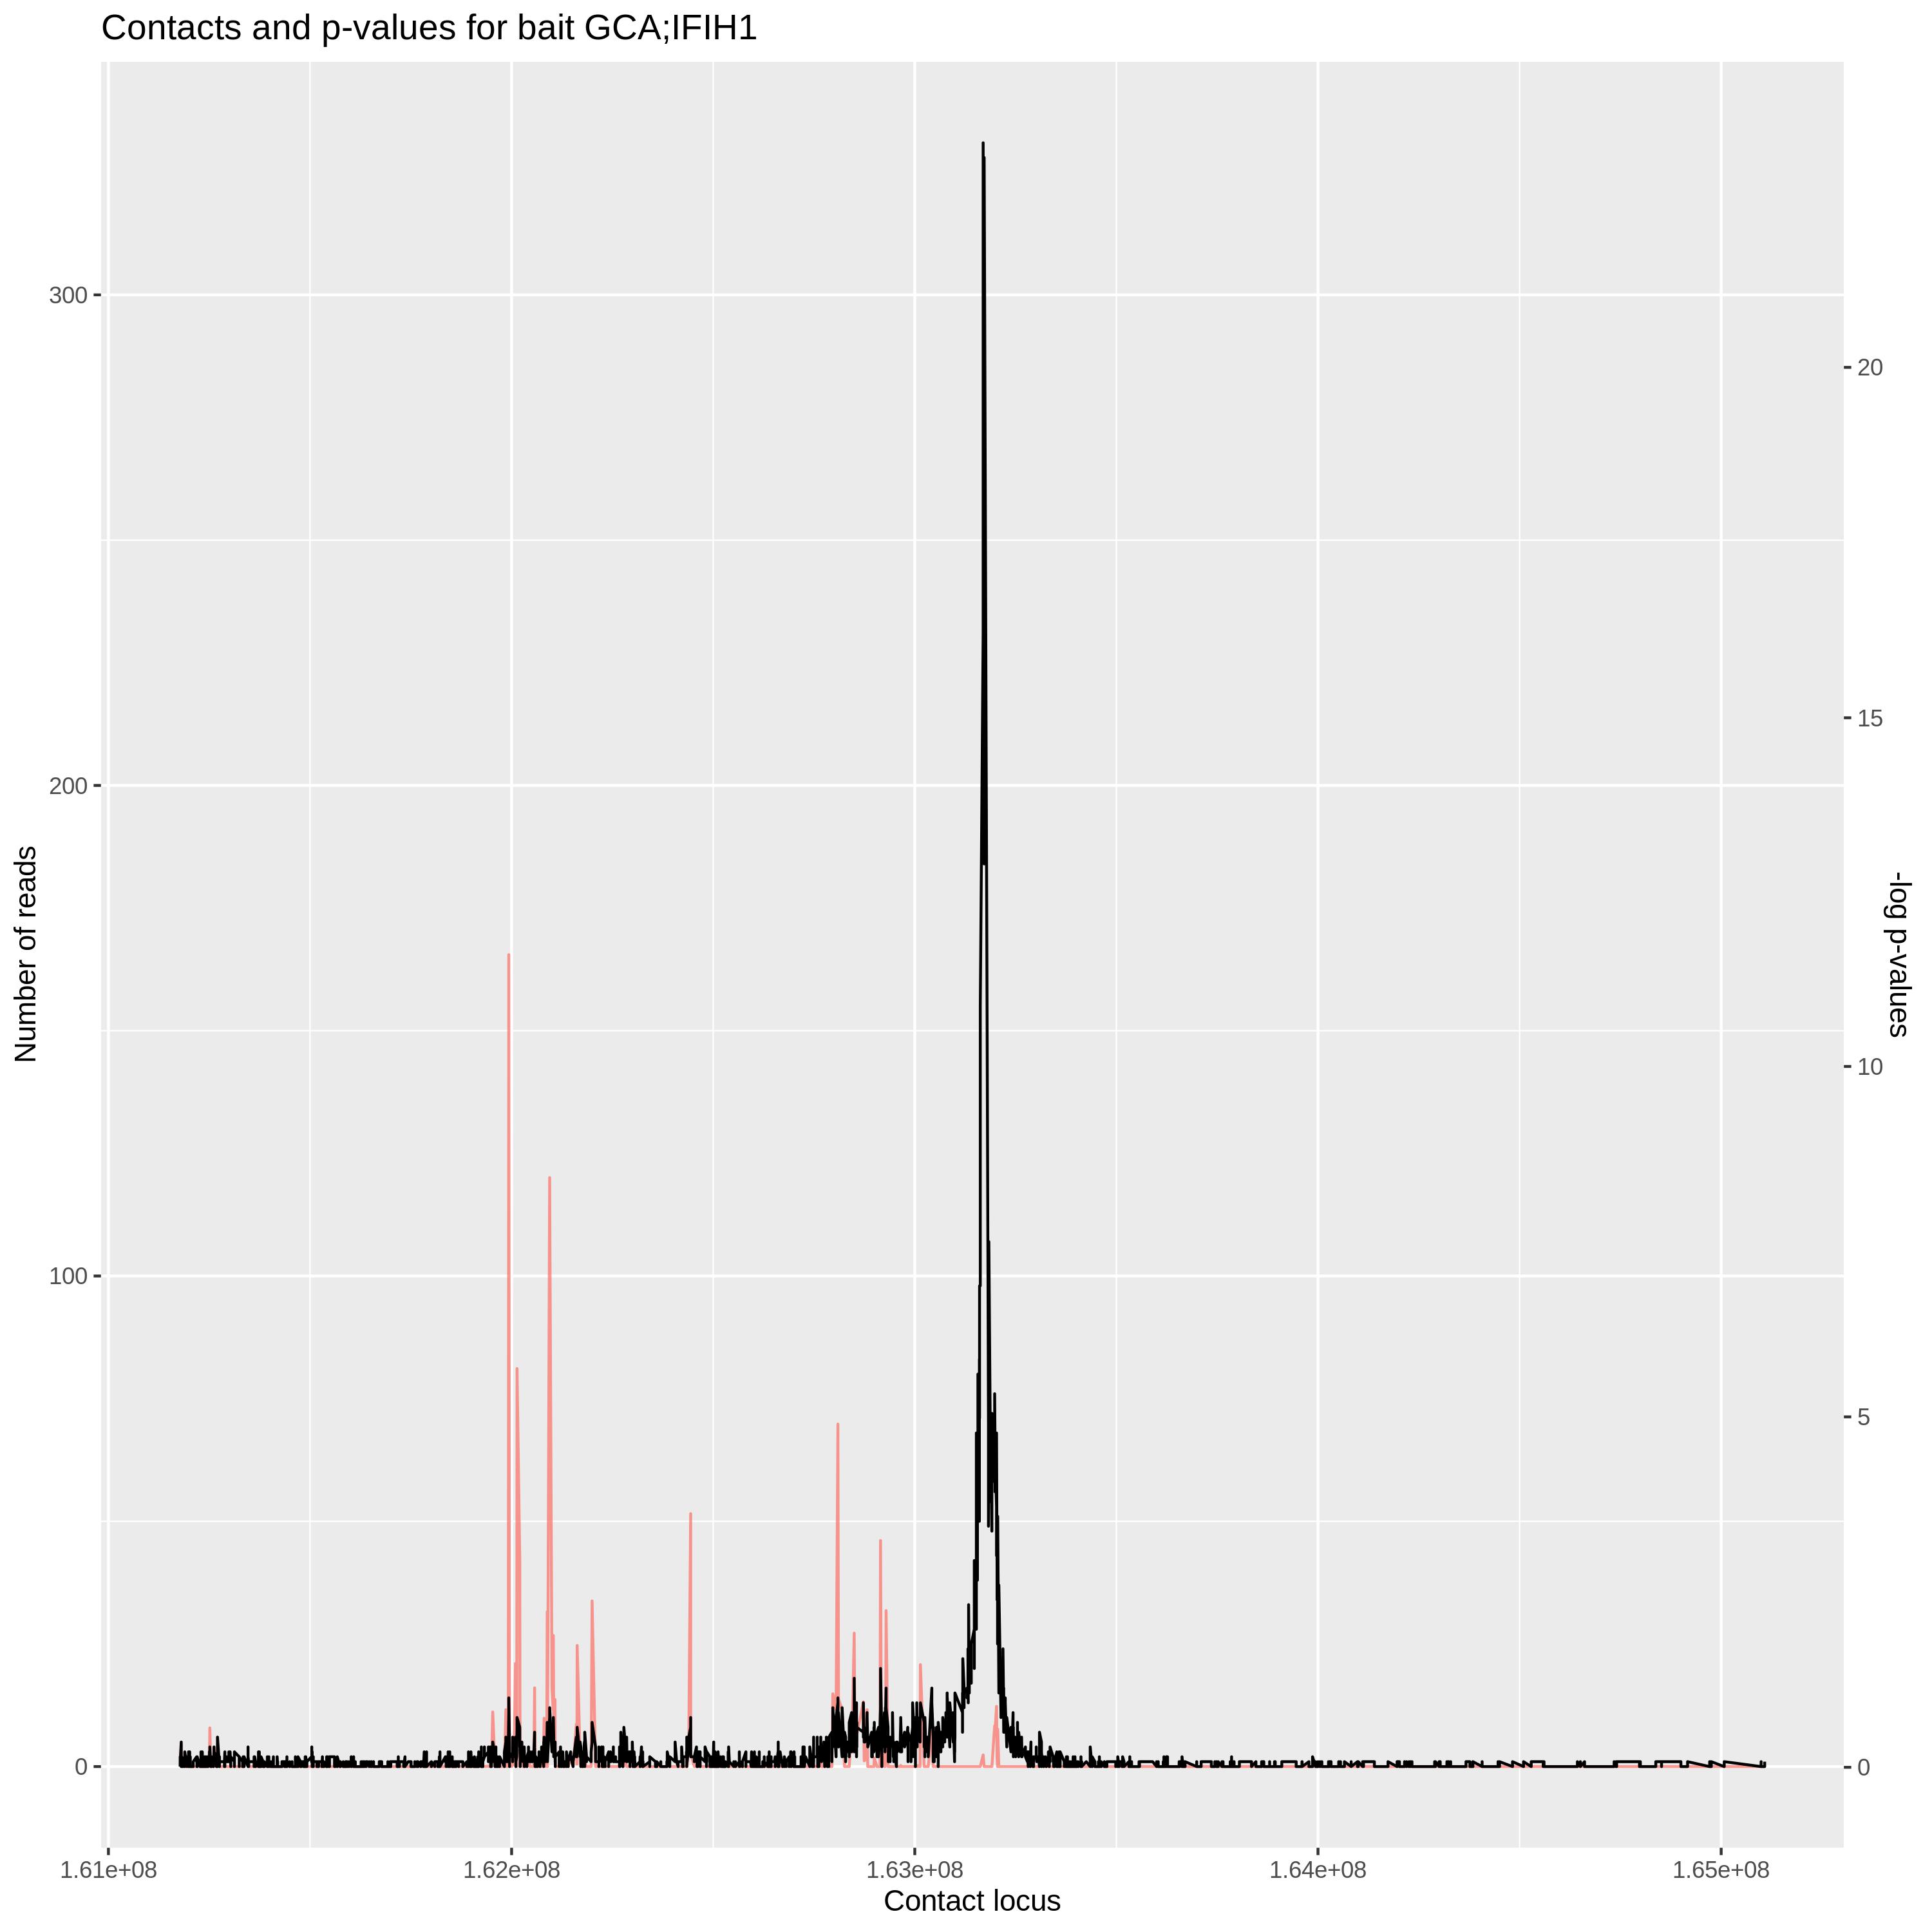 Contacts and p-values for bait GCA;IFIH1
Number of reads
300
200
100
0
20
15
10
5
0
-log p-values
1.61e+08
1.62e+08
1.63e+08
1.64e+08
1.65e+08
Contact locus